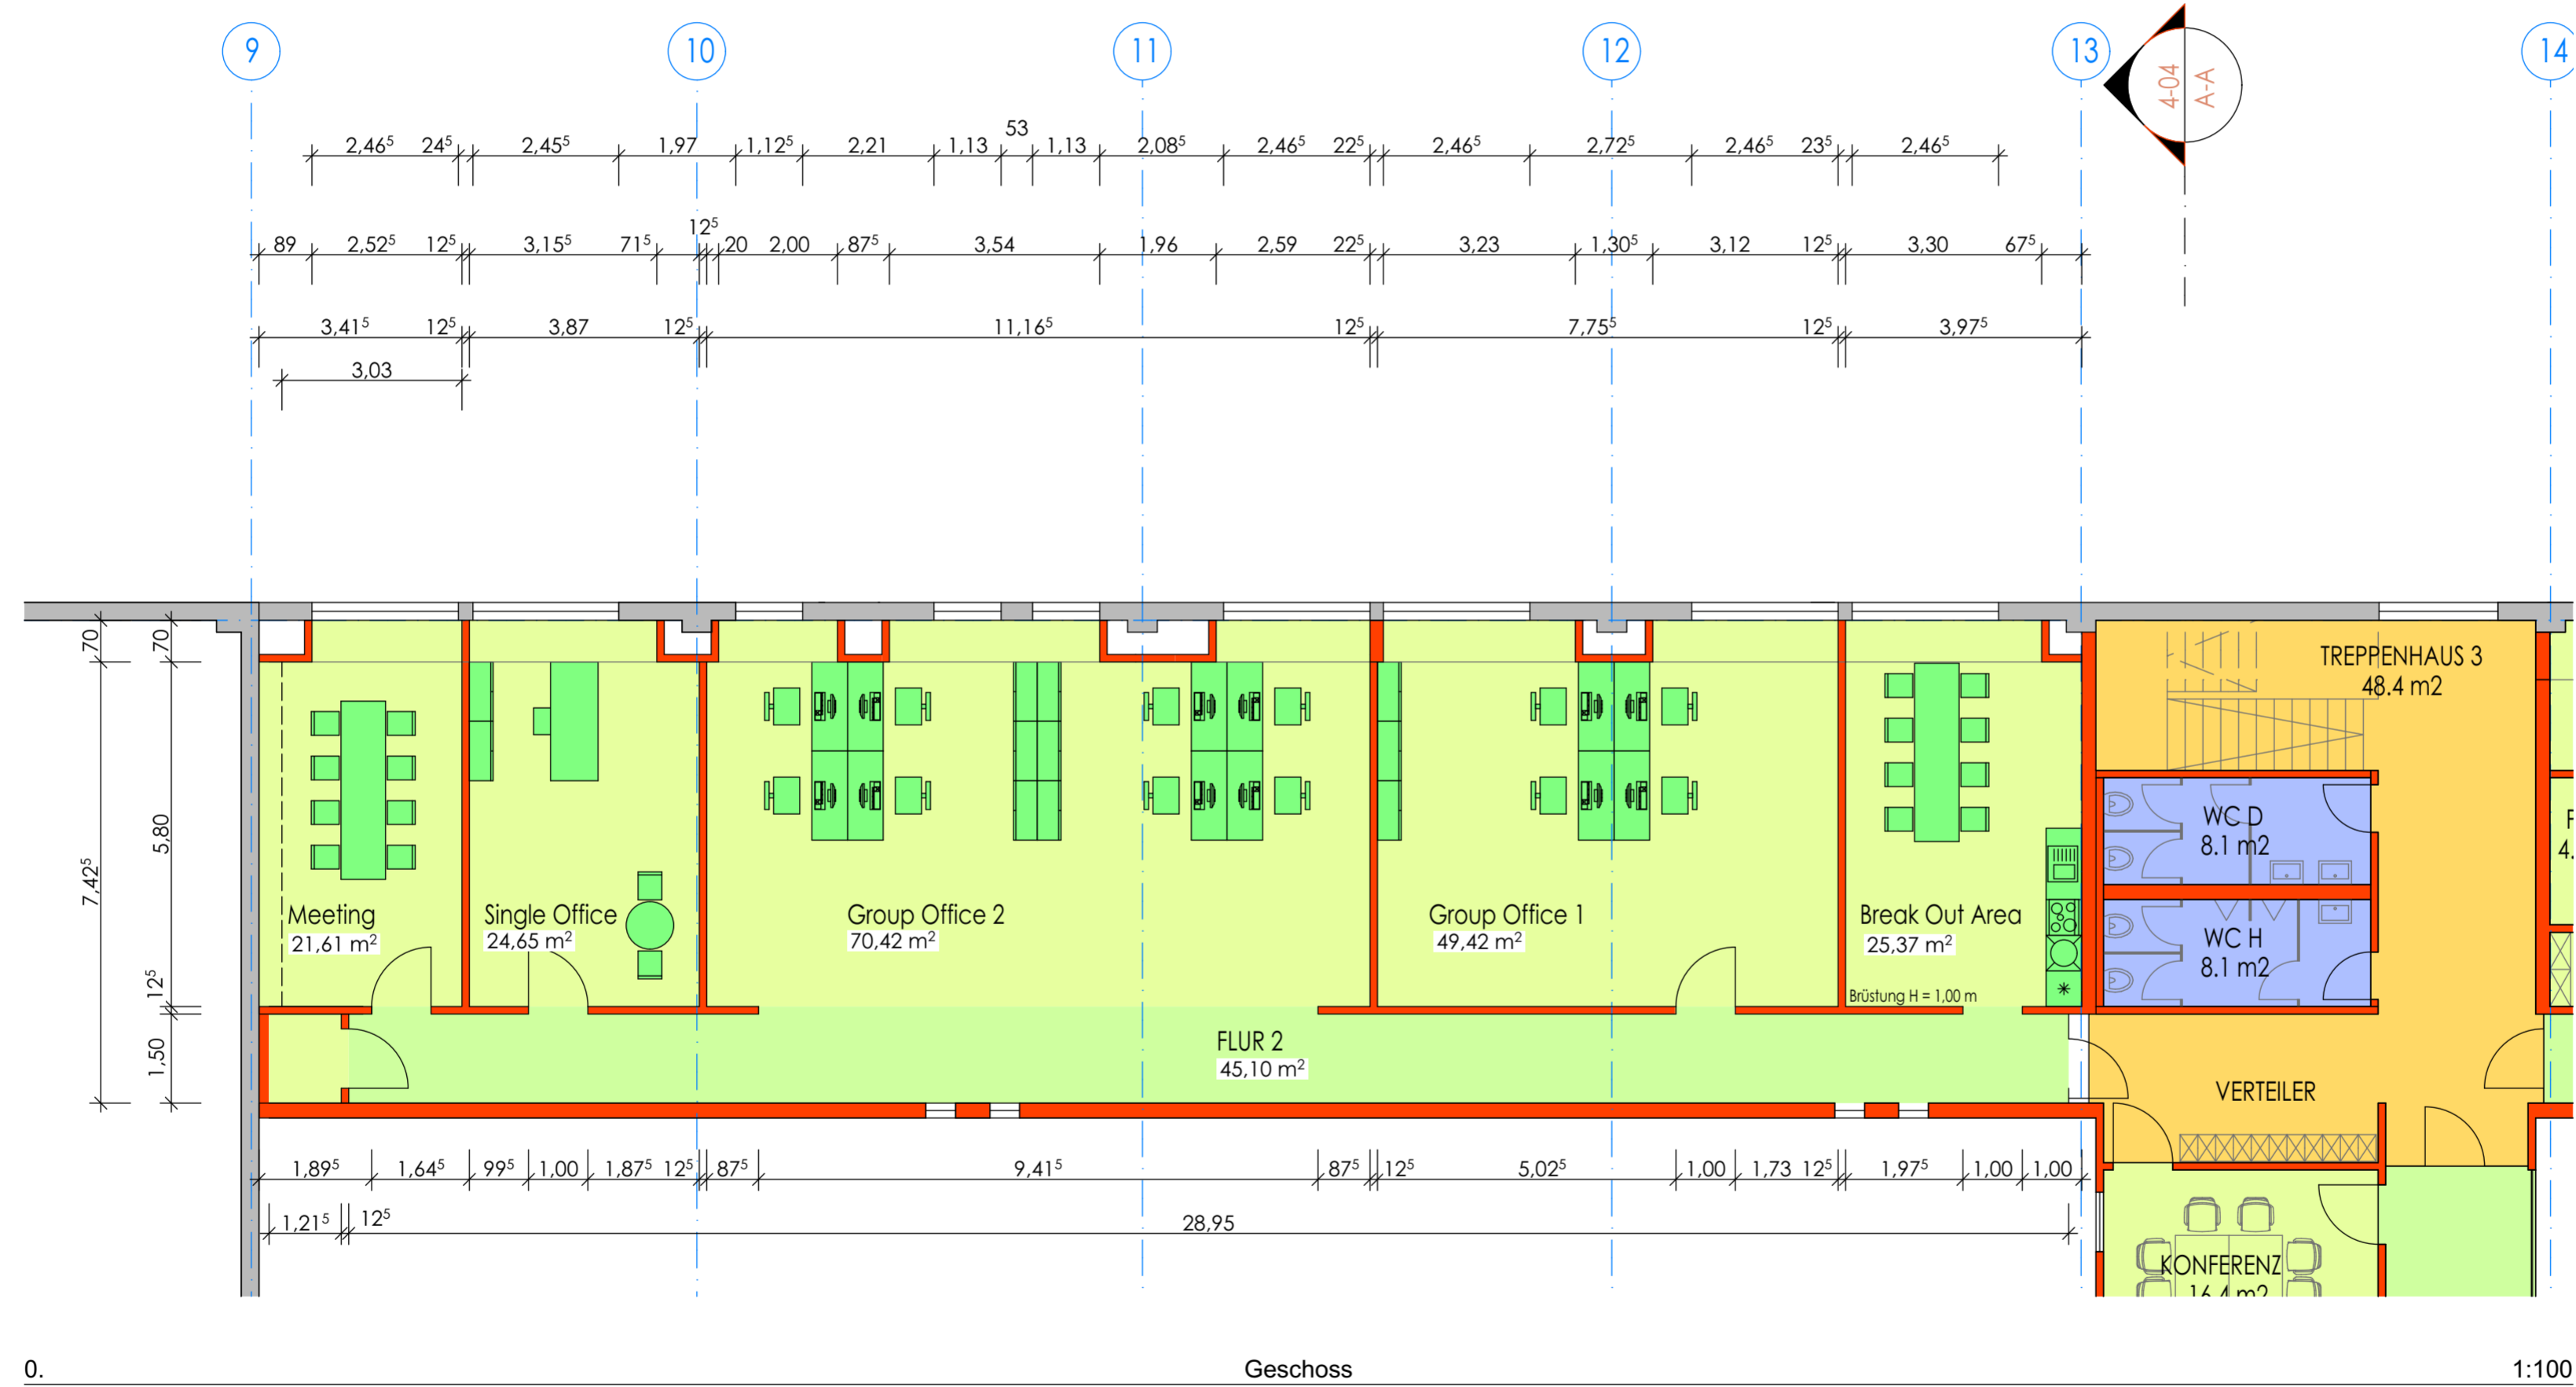 9 10 11 12 13 14
4-04
A-A
53
2,46⁵ 24⁵ 2,45⁵ 1,97 1,12⁵ 2,21 1,13 1,13 2,08⁵ 2,46⁵ 22⁵ 2,46⁵ 2,72⁵ 2,46⁵ 23⁵ 2,46⁵
12⁵
89 2,52⁵ 12⁵ 3,15⁵ 71⁵ 20 2,00 87⁵ 3,54 1,96 2,59 22⁵ 3,23 1,30⁵ 3,12 12⁵ 3,30 67⁵
3,41⁵ 12⁵ 3,87 12⁵ 11,16⁵ 12⁵ 7,75⁵ 12⁵ 3,97⁵
3,03
70 70
5,80
7,42⁵
12⁵
1,50
TREPPENHAUS 3
48.4 m2
WC D
8.1 m2
F
4.
WC H
8.1 m2
Meeting
21,61 m²
Single Office
24,65 m²
Group Office 2
70,42 m²
Group Office 1
49,42 m²
Break Out Area
25,37 m²
Brüstung H = 1,00 m
FLUR 2
45,10 m²
VERTEILER
1,89⁵ 1,64⁵ 99⁵ 1,00 1,87⁵ 12⁵ 87⁵ 9,41⁵ 87⁵ 12⁵ 5,02⁵ 1,00 1,73 12⁵ 1,97⁵ 1,00 1,00
1,21⁵ 12⁵ 28,95
KONFERENZ
16.4 m2
0. Geschoss 1:100